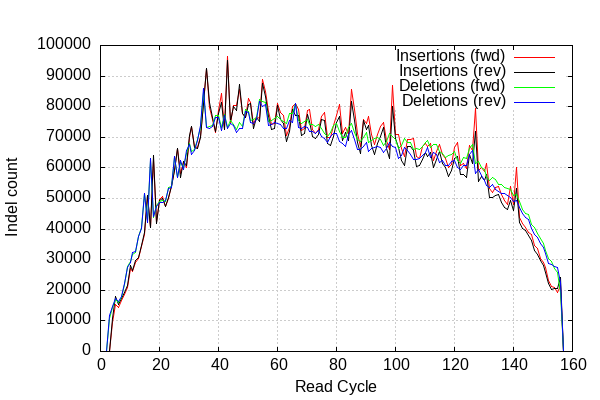 100000
90000
80000
70000
60000
50000
40000
30000
20000
10000
0
Indel count
Insertions (fwd)
Insertions (rev)
Deletions (fwd)
Deletions (rev)
0 20 40 60 80 100 120 140 160
Read Cycle